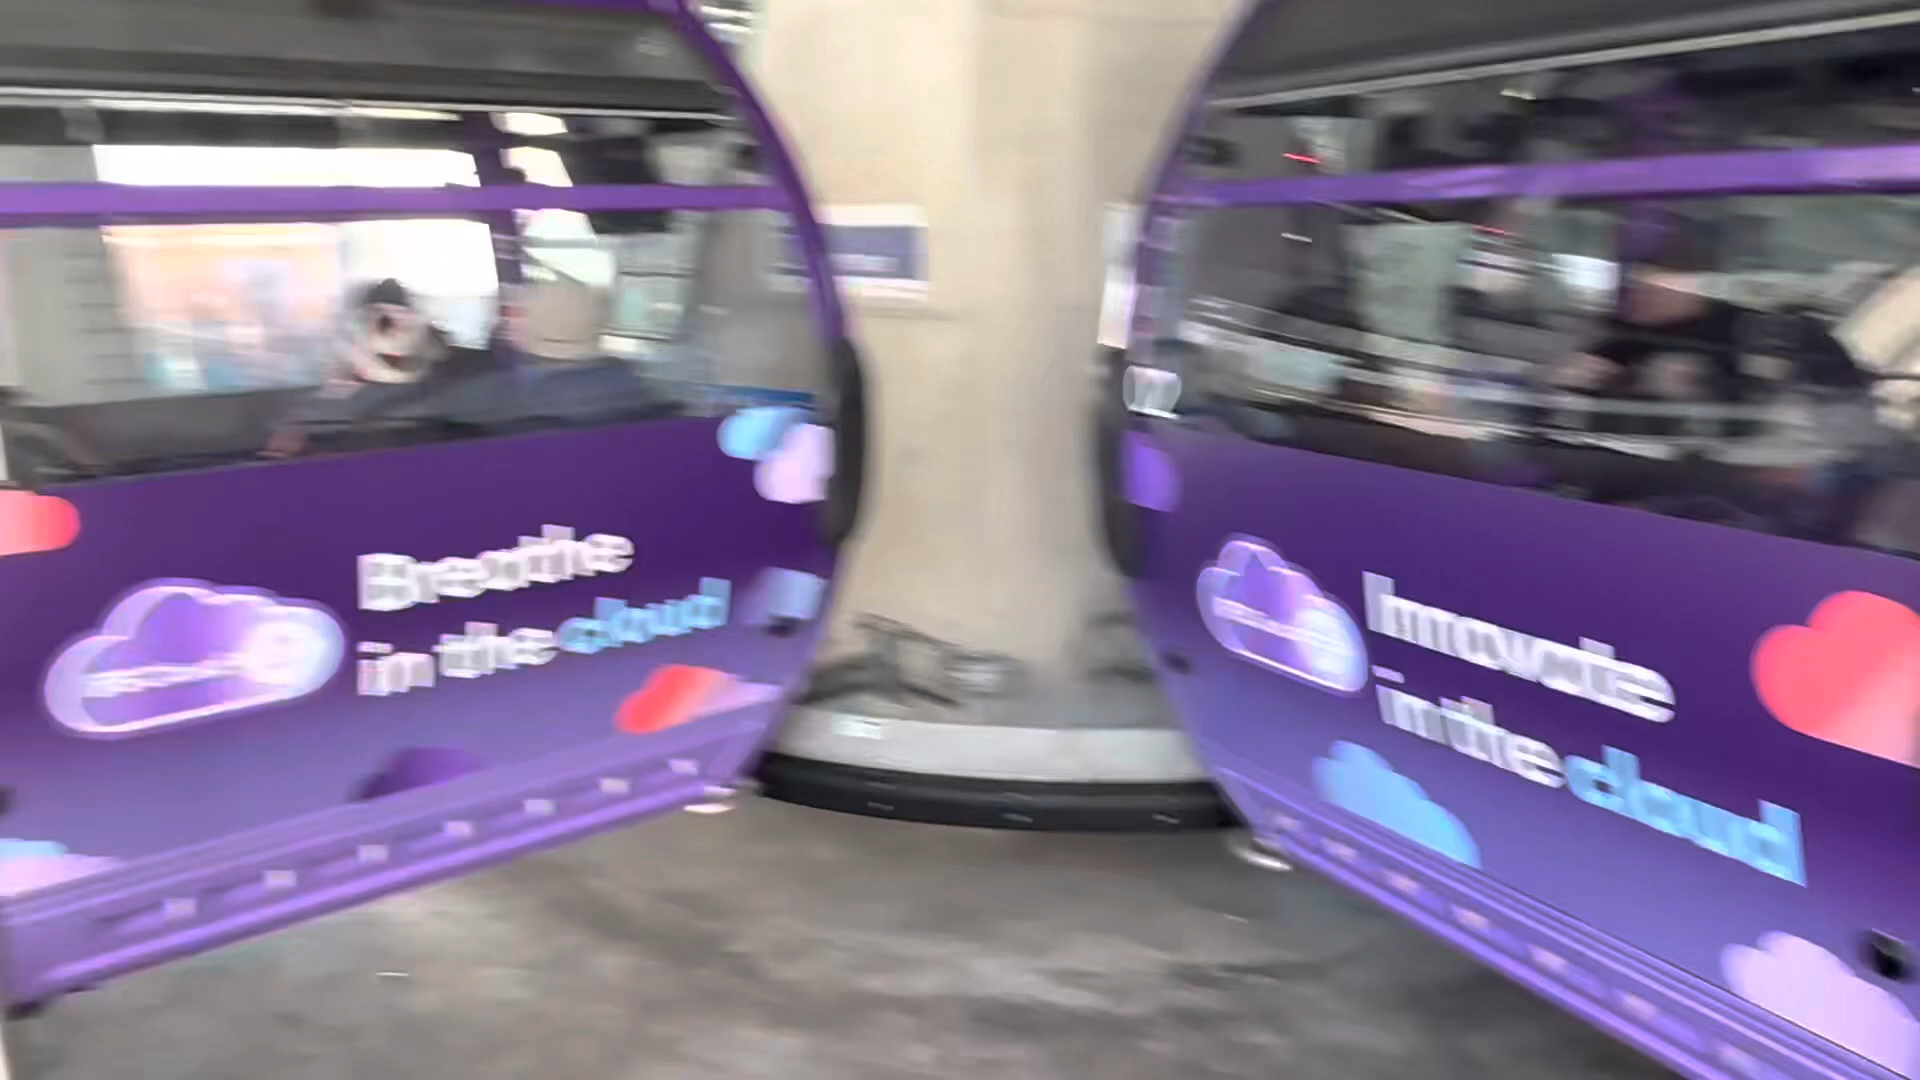 Breathe
in the cloud
Innovate
in the cloud